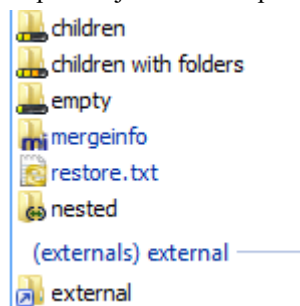 children
children with folders
empty
mergeinfo
restore.txt
nested
(externals) external
external